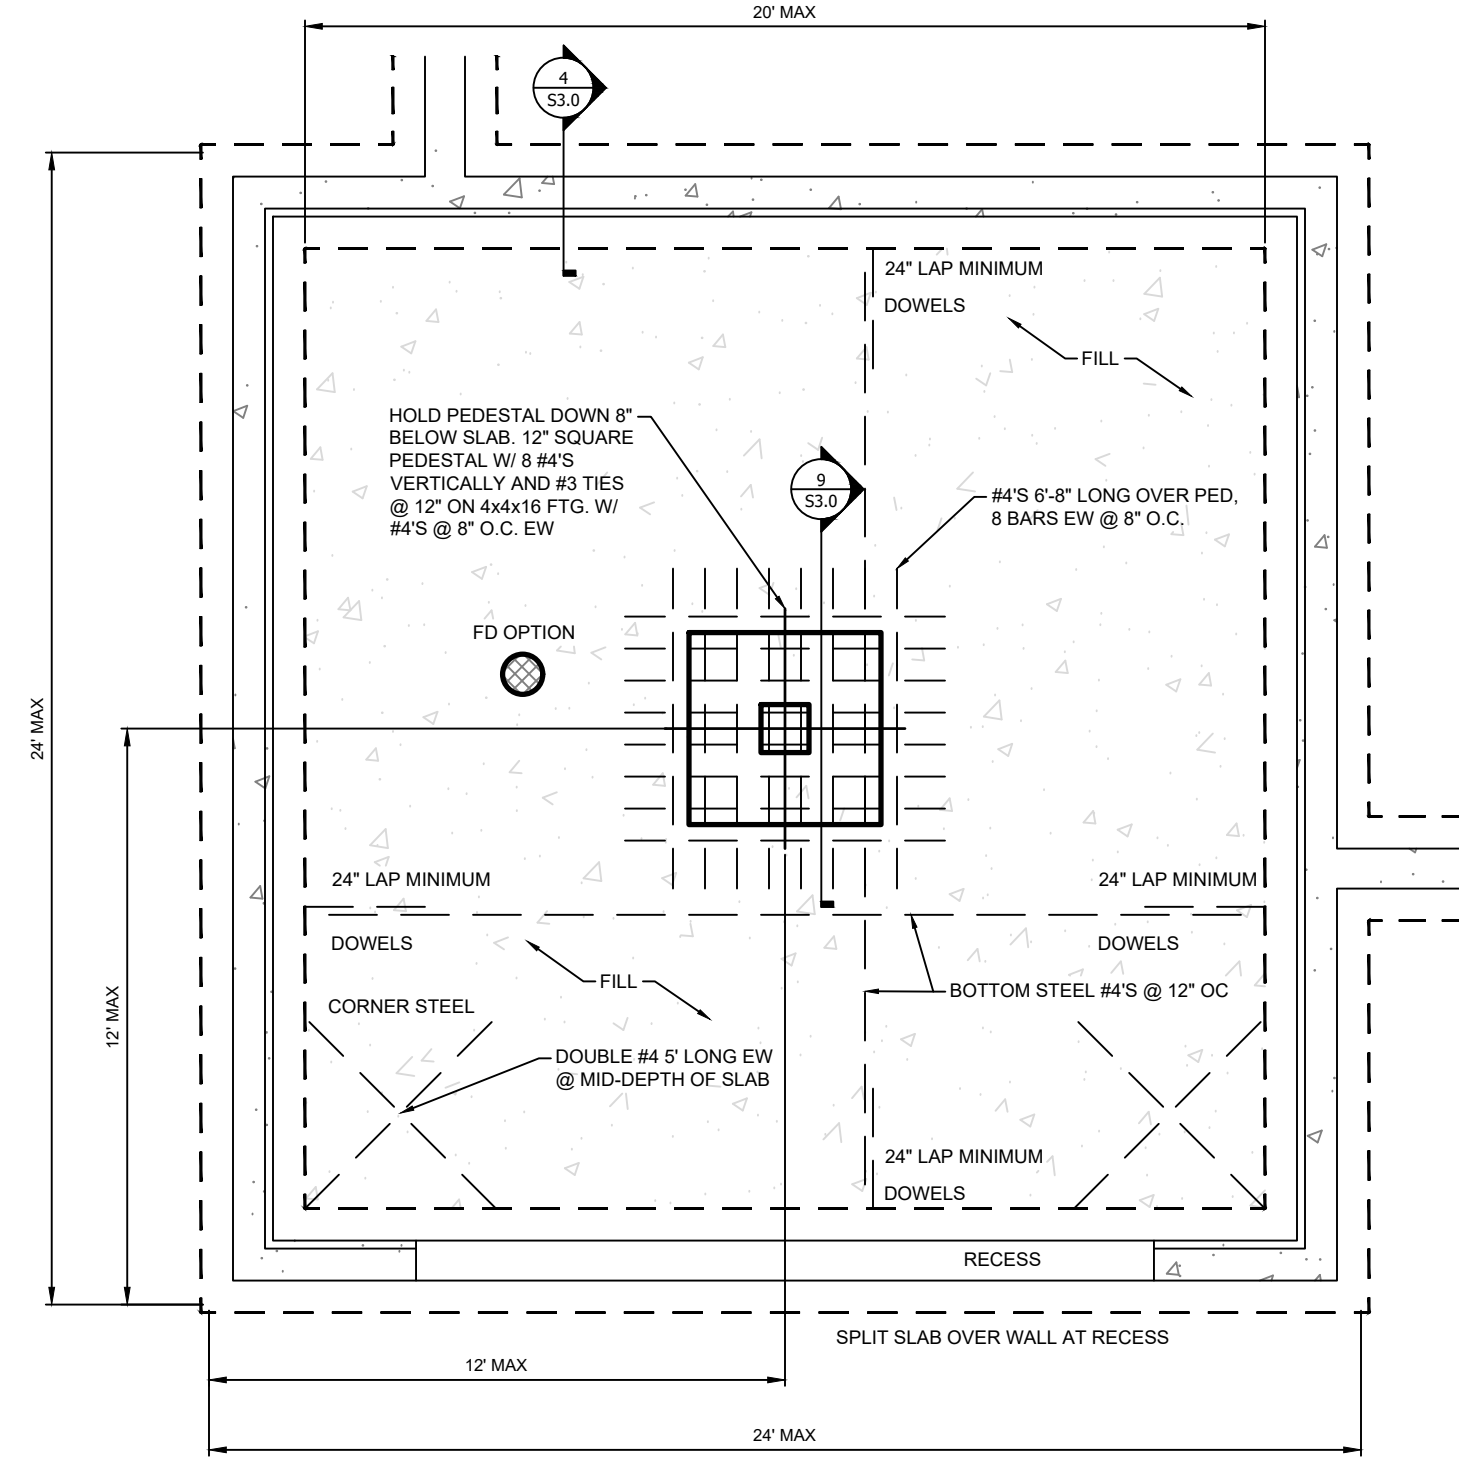 20' MAX
4
S3.0
24" LAP MINIMUM
DOWELS
FILL
HOLD PEDESTAL DOWN 8"
BELOW SLAB. 12" SQUARE
PEDESTAL W/ 8 #4'S
VERTICALLY AND #3 TIES
@ 12" ON 4x4x16 FTG. W/
#4'S @ 8" O.C. EW
9
S3.0
#4'S 6'-8" LONG OVER PED,
8 BARS EW @ 8" O.C.
FD OPTION
24' MAX
24" LAP MINIMUM
24" LAP MINIMUM
DOWELS
DOWELS
FILL
BOTTOM STEEL #4'S @ 12" OC
12' MAX
CORNER STEEL
DOUBLE #4 5' LONG EW
@ MID-DEPTH OF SLAB
24" LAP MINIMUM
DOWELS
RECESS
SPLIT SLAB OVER WALL AT RECESS
12' MAX
24' MAX